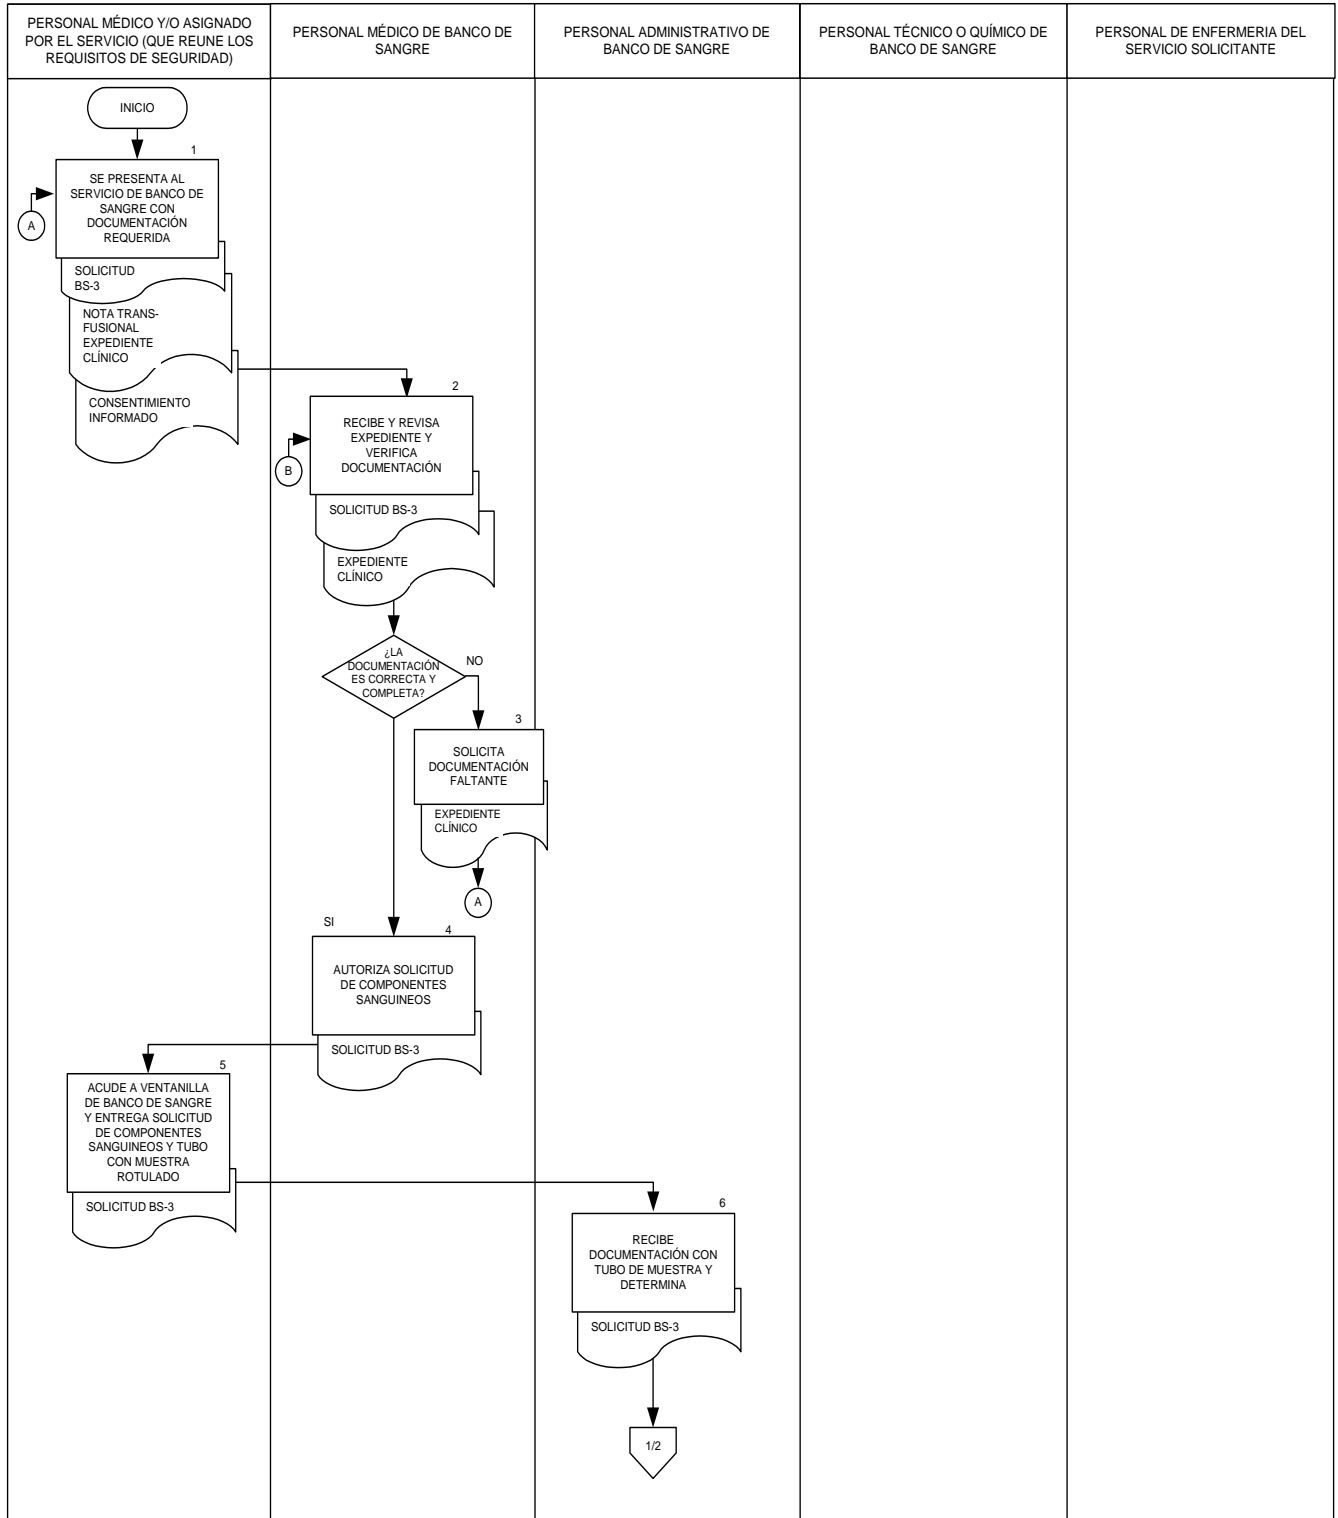 PERSONAL MÉDICO Y/O ASIGNADO
POR EL SERVICIO (QUE REUNE LOS
REQUISITOS DE SEGURIDAD)
PERSONAL MÉDICO DE BANCO DE
SANGRE
PERSONAL ADMINISTRATIVO DE
BANCO DE SANGRE
PERSONAL TÉCNICO O QUÍMICO DE
BANCO DE SANGRE
PERSONAL DE ENFERMERIA DEL
SERVICIO SOLICITANTE
INICIO
1
SE PRESENTA AL
SERVICIO DE BANCO DE
SANGRE CON
DOCUMENTACIÓN
REQUERIDA
A
SOLICITUD
BS-3
NOTA TRANS-
FUSIONAL
EXPEDIENTE
CLÍNICO
CONSENTIMIENTO
INFORMADO
2
RECIBE Y REVISA
EXPEDIENTE Y
VERIFICA
DOCUMENTACIÓN
B
SOLICITUD BS-3
EXPEDIENTE
CLÍNICO
¿LA
DOCUMENTACIÓN
ES CORRECTA Y
COMPLETA?
NO
3
SOLICITA
DOCUMENTACIÓN
FALTANTE
EXPEDIENTE
CLÍNICO
A
SI
4
AUTORIZA SOLICITUD
DE COMPONENTES
SANGUINEOS
SOLICITUD BS-3
5
ACUDE A VENTANILLA
DE BANCO DE SANGRE
Y ENTREGA SOLICITUD
DE COMPONENTES
SANGUINEOS Y TUBO
CON MUESTRA
ROTULADO
SOLICITUD BS-3
6
RECIBE
DOCUMENTACIÓN CON
TUBO DE MUESTRA Y
DETERMINA
SOLICITUD BS-3
1/2